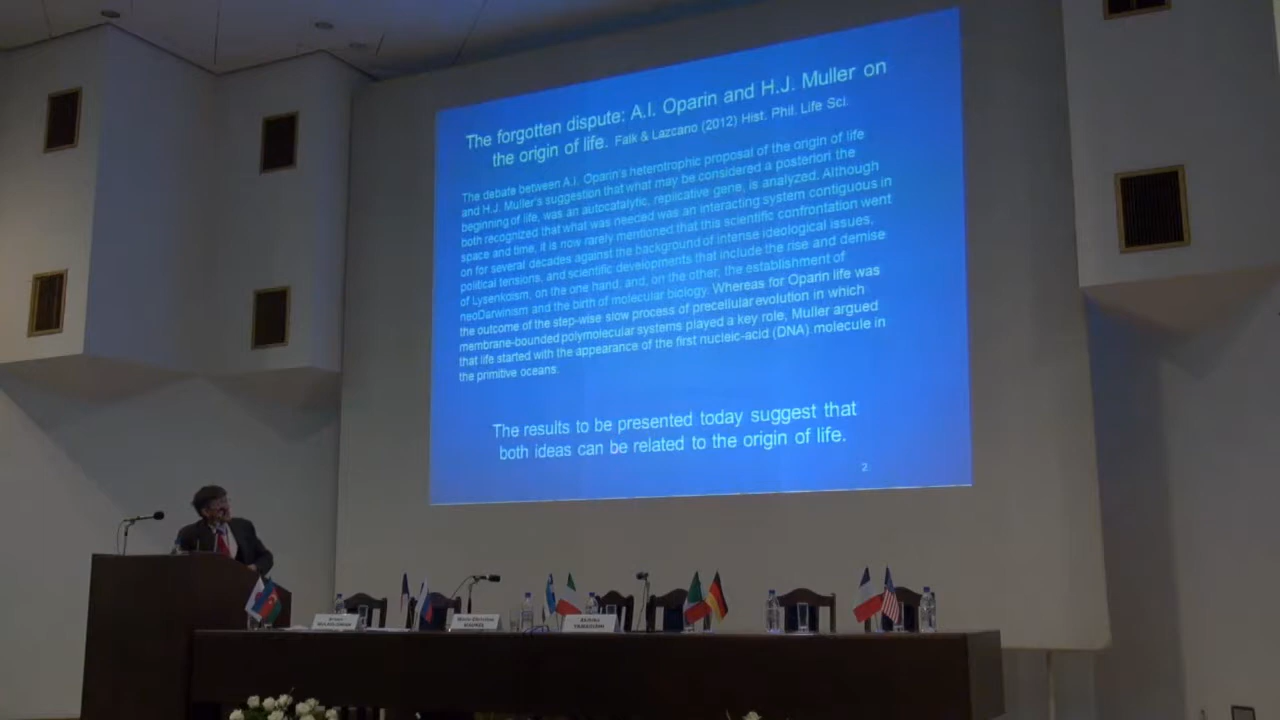 The forgotten dispute: A.I. Oparin and H.J. Muller on
the origin of life. Falk & Lazcano (2012) Hist. Phil. Life Sci.
The debate between A.I. Oparin's heterotrophic proposal of the origin of life
and H.J. Muller's suggestion that what may be considered a posteriori the
beginning of life, was an autocatalytic, replicative gene, is analyzed. Although
both recognized that what was needed was an interacting system contiguous in
space and time, it is now rarely mentioned that this scientific confrontation went
on for several decades against the background of intense ideological issues,
political tensions, and scientific developments that include the rise and demise
of Lysenkoism, on the one hand, and, on the other, the establishment of
neoDarwinism and the birth of molecular biology. Whereas for Oparin life was
the outcome of the step-wise slow process of precellular evolution in which
membrane-bounded polymolecular systems played a key role, Muller argued
that life started with the appearance of the first nucleic-acid (DNA) molecule in
the primitive oceans.
The results to be presented today suggest that
both ideas can be related to the origin of life.
2